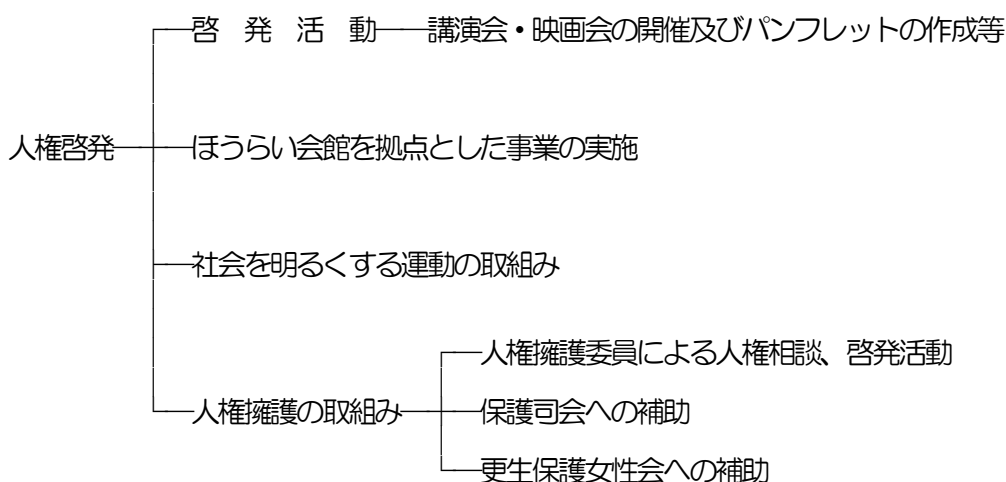 啓発活動 講演会・映画会の開催及びパンフレットの作成等
人権啓発 ほうらい会館を拠点とした事業の実施
社会を明るくする運動の取組み
人権擁護委員による人権相談、啓発活動
人権擁護の取組み 保護司会への補助
更生保護女性会への補助